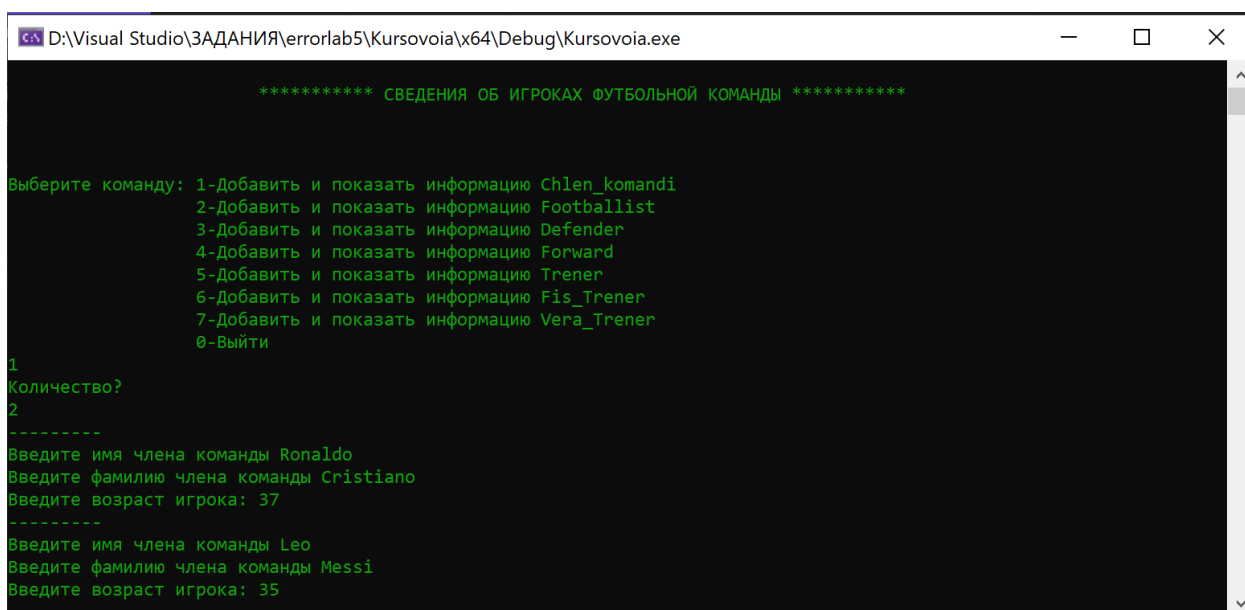 D:\Visual Studio\ЗАДАНИЯ\errorlab5\Kursovoia\x64\Debug\Kursovoia.exe
*********** СВЕДЕНИЯ ОБ ИГРОКАХ ФУТБОЛЬНОЙ КОМАНДЫ ***********
Выберите команду: 1-Добавить и показать информацию Chlen_komandi
2-Добавить и показать информацию Footballist
3-Добавить и показать информацию Defender
4-Добавить и показать информацию Forward
5-Добавить и показать информацию Trener
6-Добавить и показать информацию Fis_Trener
7-Добавить и показать информацию Vera_Trener
0-Выйти
1
Количество?
2
---------
Введите имя члена команды Ronaldo
Введите фамилию члена команды Cristiano
Введите возраст игрока: 37
---------
Введите имя члена команды Leo
Введите фамилию члена команды Messi
Введите возраст игрока: 35